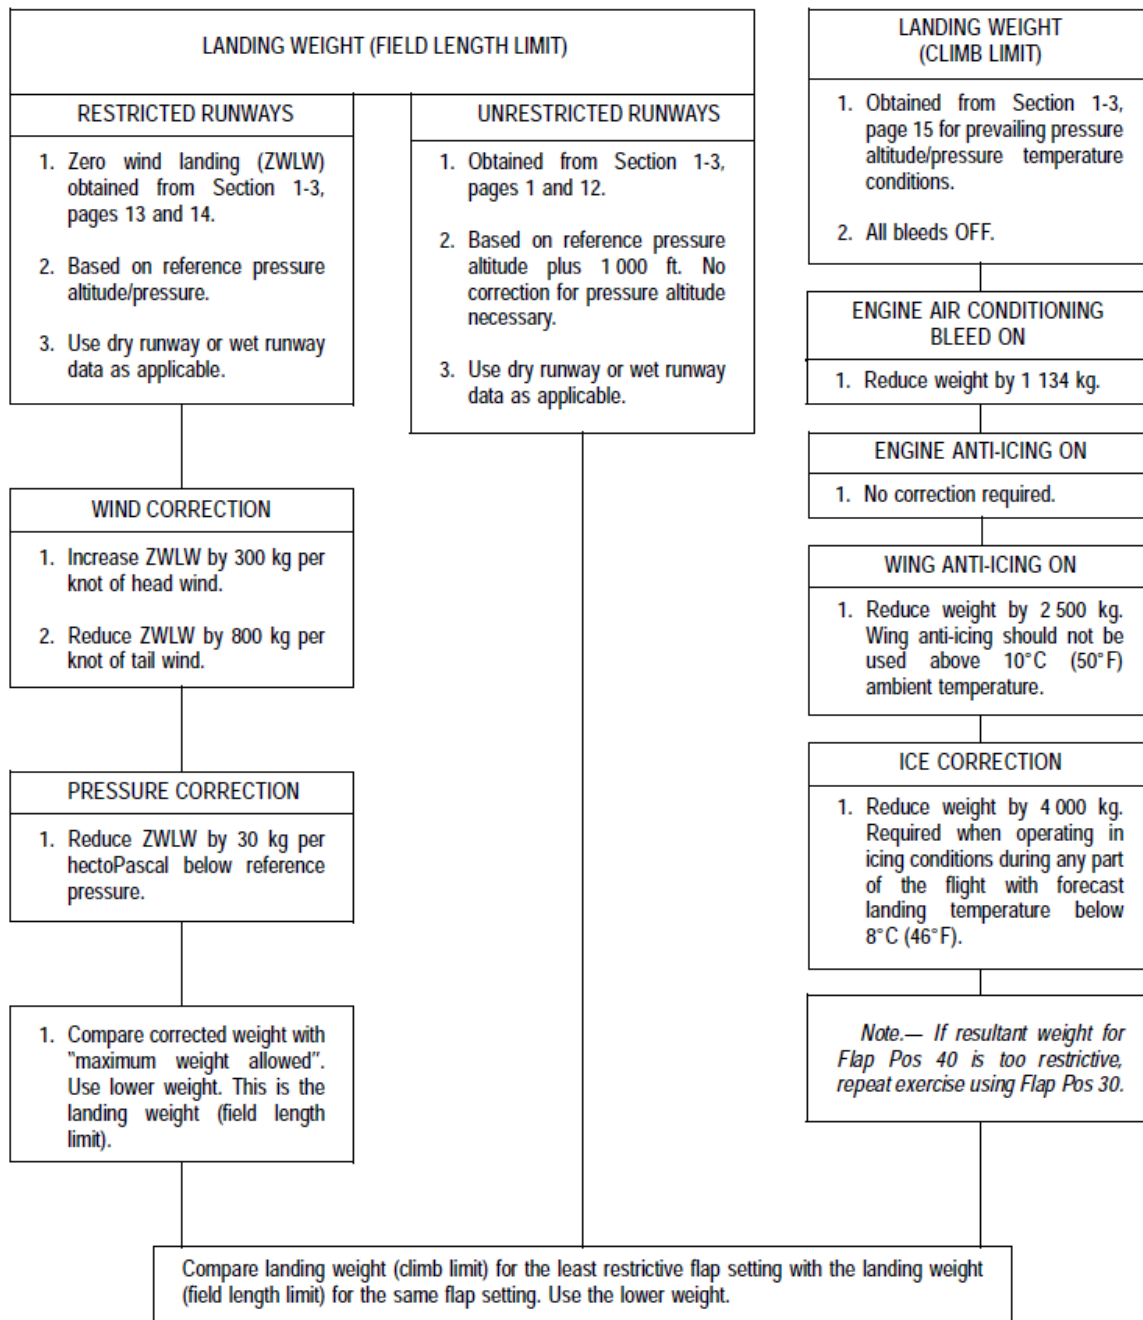 LANDING WEIGHT (FIELD LENGTH LIMIT)
RESTRICTED RUNWAYS
1. Zero wind landing (ZWLW)
obtained from Section 1-3,
pages 13 and 14.
2. Based on reference pressure
altitude/pressure.
3. Use dry runway or wet runway
data as applicable.
UNRESTRICTED RUNWAYS
1. Obtained from Section 1-3,
pages 1 and 12.
2. Based on reference pressure
altitude plus 1 000 ft. No
correction for pressure altitude
necessary.
3. Use dry runway or wet runway
data as applicable.
WIND CORRECTION
1. Increase ZWLW by 300 kg per
knot of head wind.
2. Reduce ZWLW by 800 kg per
knot of tail wind.
PRESSURE CORRECTION
1. Reduce ZWLW by 30 kg per
hectoPascal below reference
pressure.
1. Compare corrected weight with
"maximum weight allowed".
Use lower weight. This is the
landing weight (field length
limit).
LANDING WEIGHT
(CLIMB LIMIT)
1. Obtained from Section 1-3,
page 15 for prevailing pressure
altitude/pressure temperature
conditions.
2. All bleeds OFF.
ENGINE AIR CONDITIONING
BLEED ON
1. Reduce weight by 1 134 kg.
ENGINE ANTI-ICING ON
1. No correction required.
WING ANTI-ICING ON
1. Reduce weight by 2 500 kg.
Wing anti-icing should not be
used above 10°C (50°F)
ambient temperature.
ICE CORRECTION
1. Reduce weight by 4 000 kg.
Required when operating in
icing conditions during any part
of the flight with forecast
landing temperature below
8°C (46°F).
Note.— If resultant weight for
Flap Pos 40 is too restrictive,
repeat exercise using Flap Pos 30.
Compare landing weight (climb limit) for the least restrictive flap setting with the landing weight
(field length limit) for the same flap setting. Use the lower weight.